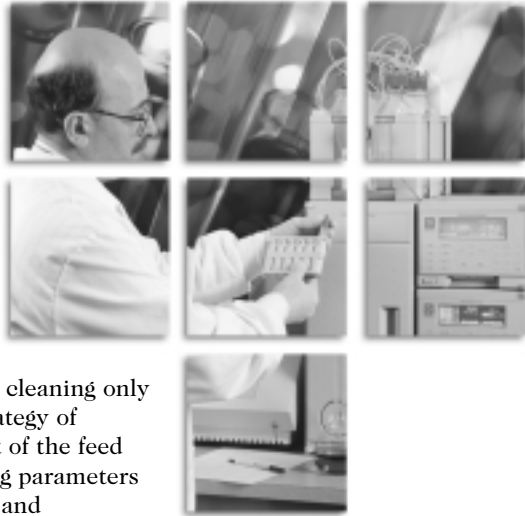 cleaning only
ategy of
of the feed
g parameters
and